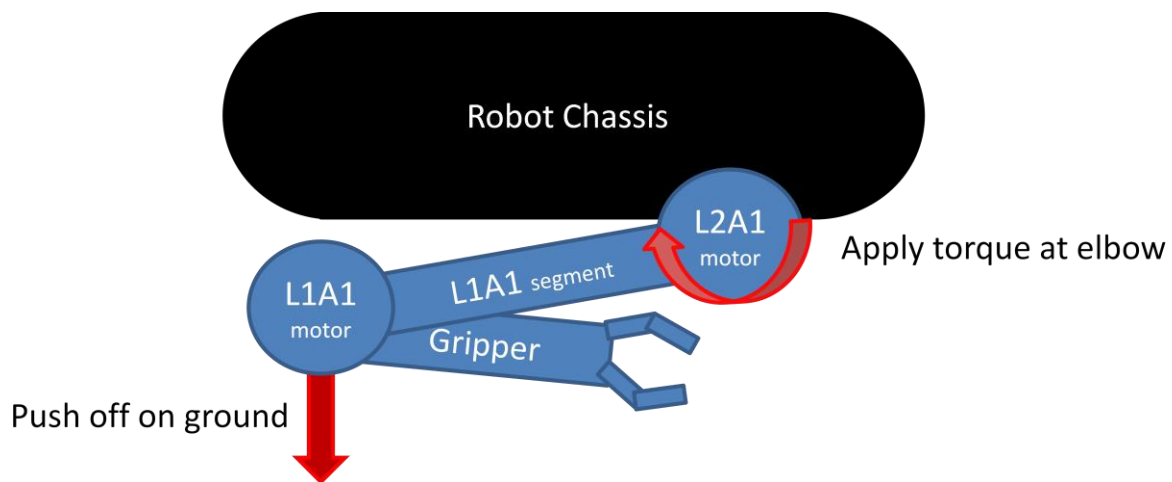 Robot Chassis
L2A1
motor
Apply torque at elbow
L1A1
motor
L1A1 segment
Gripper
Push off on ground